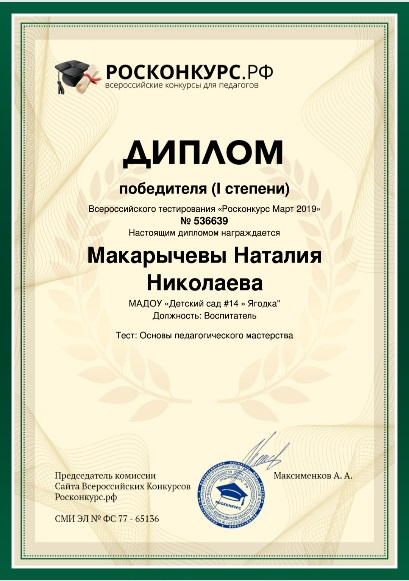 РОСКОНКУРС.РФ
всероссийские конкурсы для педагогов
ДИПЛОМ
победителя (I степени)
Всероссийского тестирования «Росконкурс Март 2019»
№ 536639
Настоящим дипломом награждается
Макарычевы Наталия
Николаева
МАДОУ «Детский сад #14 » Ягодка"
Должность: Воспитатель
Тест: Основы педагогического мастерства
Председатель комиссии
Сайта Всероссийских Конкурсов
Росконкурс.рф
Максименков А. А.
СМИ ЭЛ № ФС 77 - 65136
РОСКОНКУРС